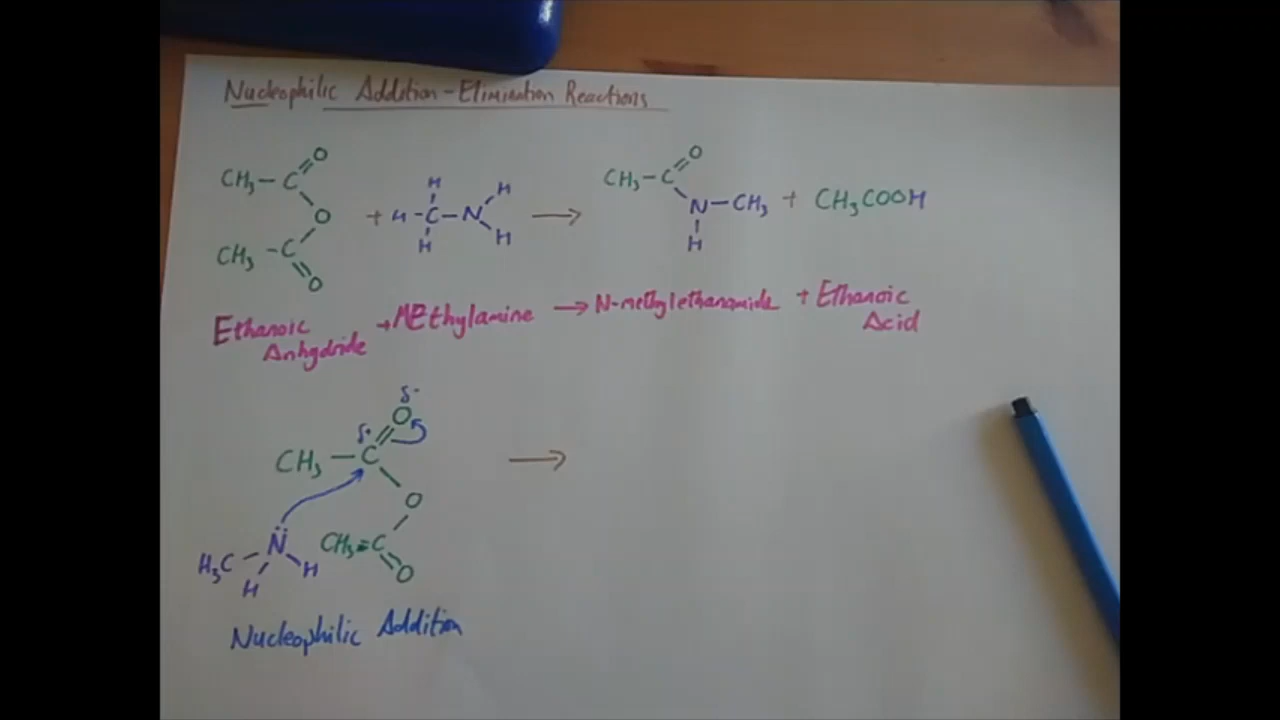 Nucleophilic Addition-Elimination Reactions
CH₃-C=O
O
CH₃-C=O
+ H-C-N
H
H
H
H
→
CH₃-C=O
N-CH₃
H
+ CH₃COOH
Ethanoic Anhydride + Methylamine → N-methylethanamide + Ethanoic Acid
δ-
O
δ+
CH₃-C
→
O
H₃C-N̈-H
H
CH₃-C=O
Nucleophilic Addition